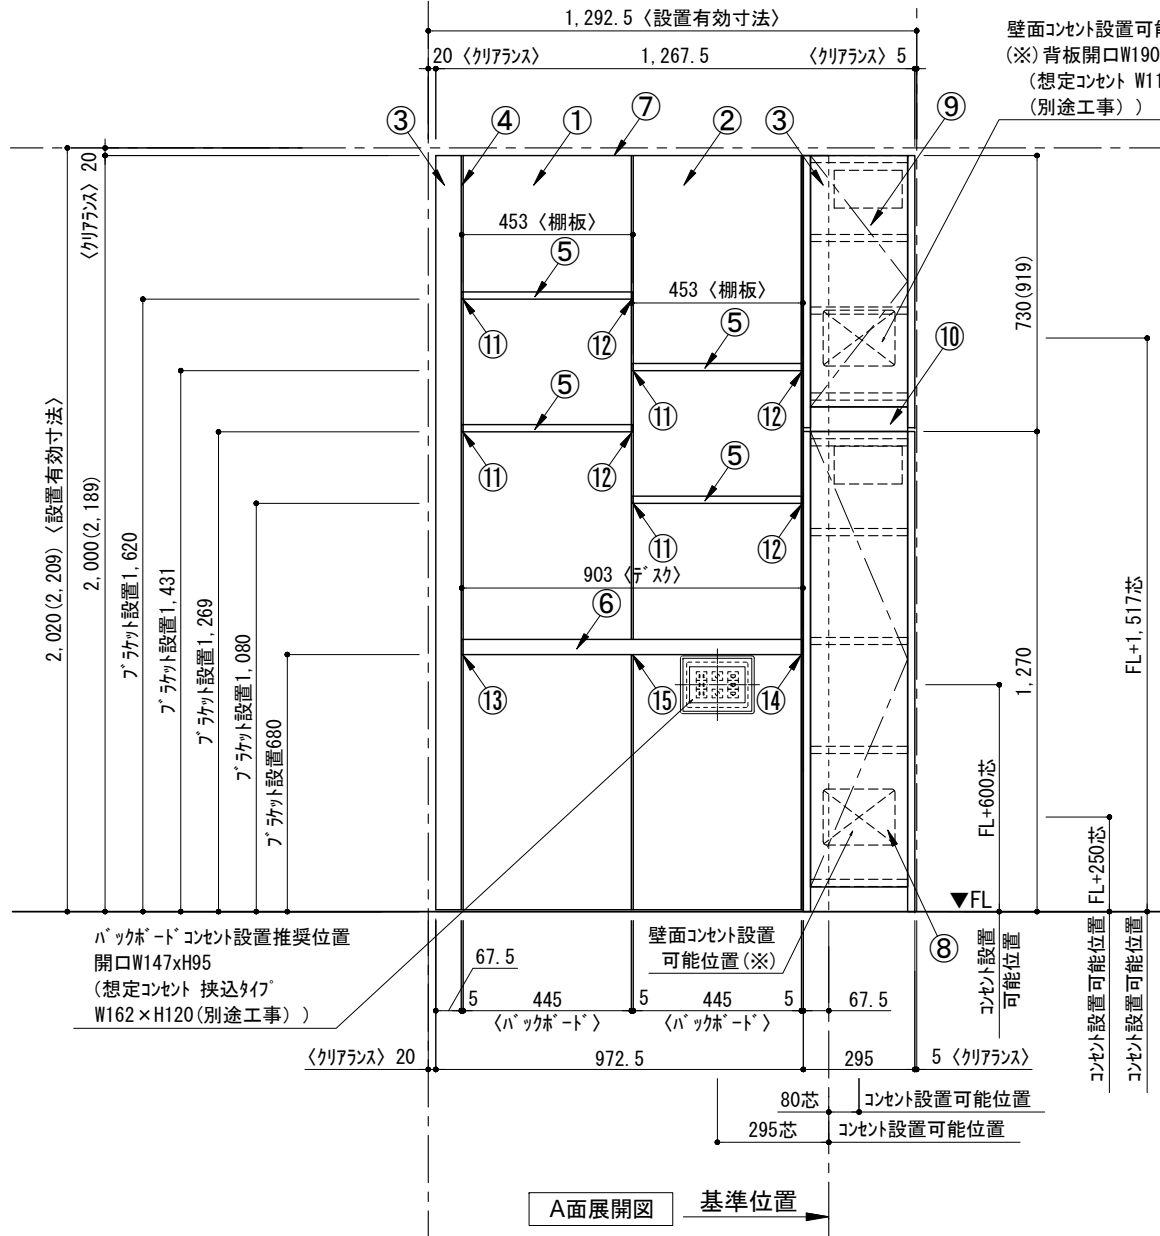 1,292.5〈設置有効寸法〉
20〈クリアランス〉
1,267.5
〈クリアランス〉5
壁面コンセント設置可能
(※)背板開口W190
(想定コンセント W11
(別途工事))
③
④
①
⑦
②
③
⑨
〈クリアランス〉20
453〈棚板〉
⑤
453〈棚板〉
⑤
⑪
⑫
⑩
730(919)
⑤
⑪
⑫
⑪
⑫
⑤
⑪
⑫
903〈デスク〉
⑥
⑬
⑮
⑭
2,020(2,209)〈設置有効寸法〉
2,000(2,189)
ブラケット設置1,620
ブラケット設置1,431
ブラケット設置1,269
ブラケット設置1,080
ブラケット設置680
1,270
FL+1,517芯
FL+600芯
FL+250芯
▼FL
⑧
バックボードコンセント設置推奨位置
開口W147xH95
(想定コンセント 挟込タイプ
W162×H120(別途工事))
壁面コンセント設置
可能位置(※)
コンセント設置
可能位置
コンセント設置可能位置
コンセント設置可能位置
67.5
5
445
5
445
5
67.5
〈バックボード〉
〈バックボード〉
〈クリアランス〉20
972.5
295
5〈クリアランス〉
80芯
コンセント設置可能位置
295芯
コンセント設置可能位置
A面展開図
基準位置